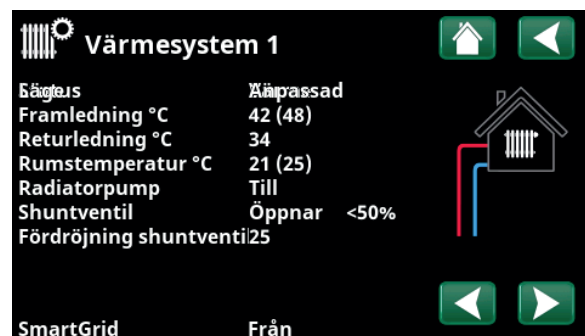 Värmesystem 1
Anpassad
Framledning °C 42 (48)
Returledning °C 34
Rumstemperatur °C 21 (25)
Radiatorpump Till
Shuntventil Öppnar <50%
Fördröjning shuntventil 25
SmartGrid Från